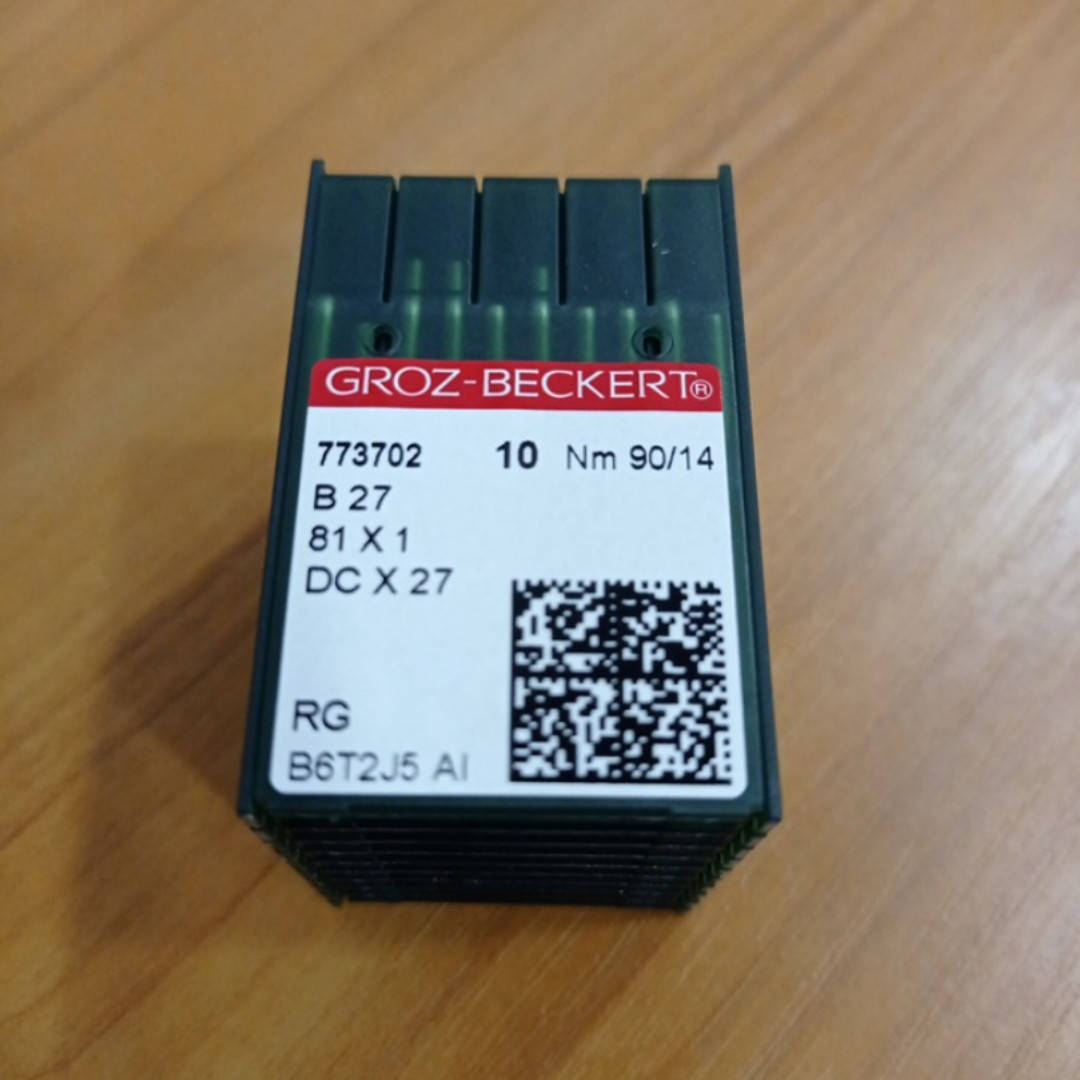 GROZ-BECKERT®
773702 10 Nm 90/14
B 27
81 X 1
DC X 27
RG
B6T2J5 AI